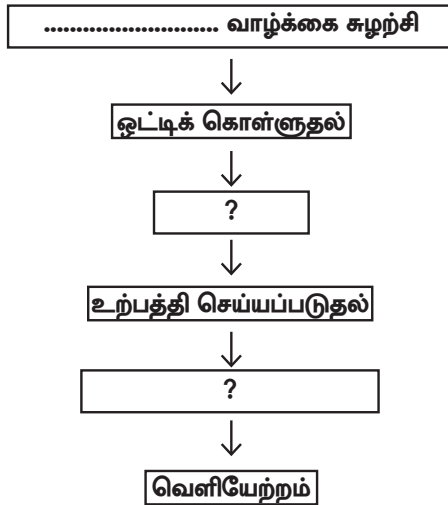 ........................... வாழ்க்கை சுழற்சி
ஒட்டிக் கொள்ளுதல்
?
உற்பத்தி செய்யப்படுதல்
?
வெளியேற்றம்